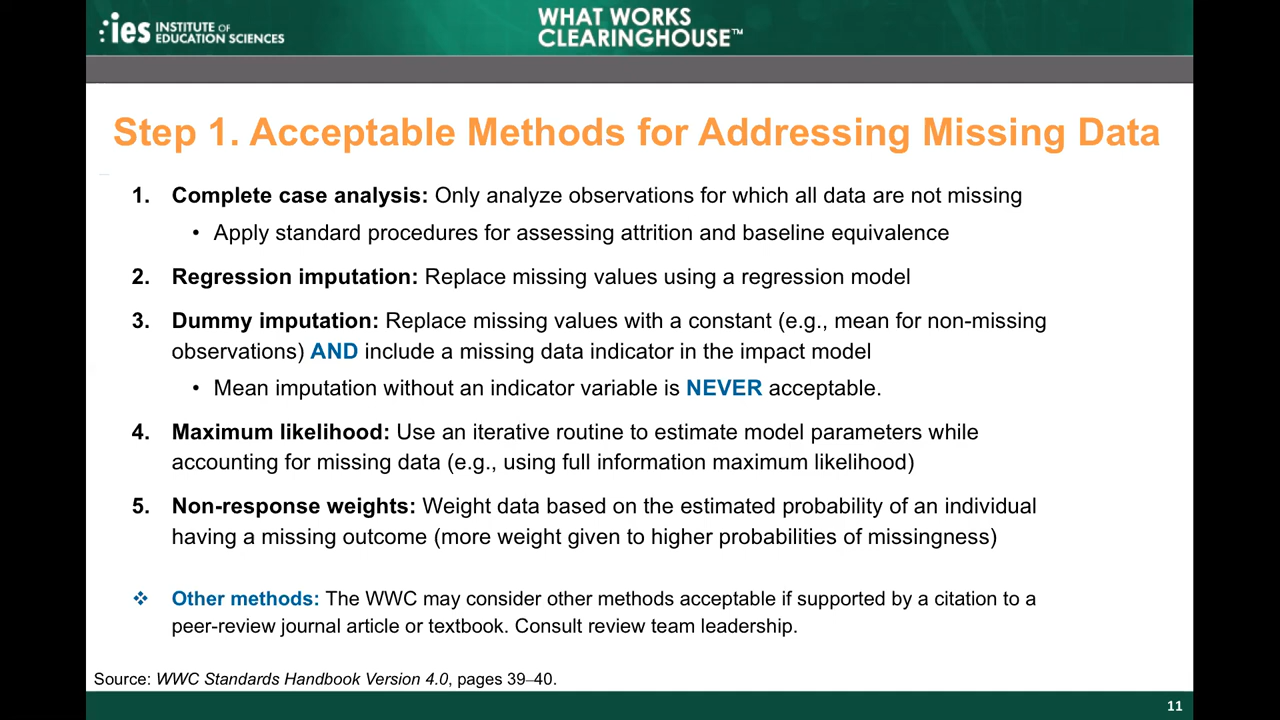 :ies INSTITUTE OF
EDUCATION SCIENCES
WHAT WORKS
CLEARINGHOUSE™
Step 1. Acceptable Methods for Addressing Missing Data
1. Complete case analysis: Only analyze observations for which all data are not missing
• Apply standard procedures for assessing attrition and baseline equivalence
2. Regression imputation: Replace missing values using a regression model
3. Dummy imputation: Replace missing values with a constant (e.g., mean for non-missing
observations) AND include a missing data indicator in the impact model
• Mean imputation without an indicator variable is NEVER acceptable.
4. Maximum likelihood: Use an iterative routine to estimate model parameters while
accounting for missing data (e.g., using full information maximum likelihood)
5. Non-response weights: Weight data based on the estimated probability of an individual
having a missing outcome (more weight given to higher probabilities of missingness)
❖ Other methods: The WWC may consider other methods acceptable if supported by a citation to a
peer-review journal article or textbook. Consult review team leadership.
Source: WWC Standards Handbook Version 4.0, pages 39–40.
11